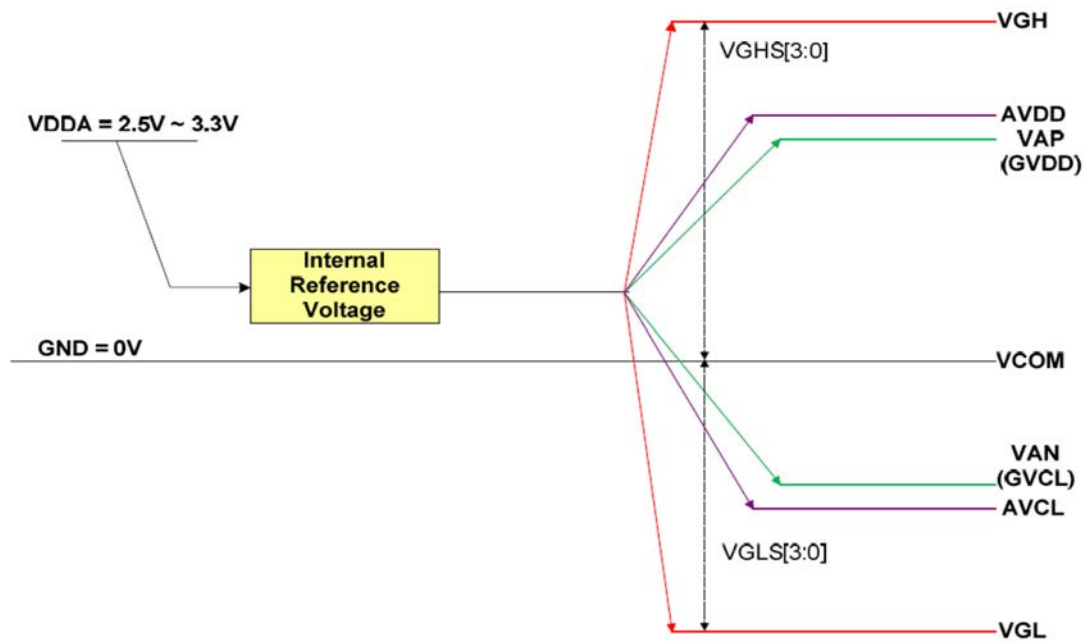 VGH
VGHS[3:0]
VDDA = 2.5V ~ 3.3V
AVDD
VAP
(GVDD)
Internal
Reference
Voltage
GND = 0V
VCOM
VAN
(GVCL)
AVCL
VGLS[3:0]
VGL